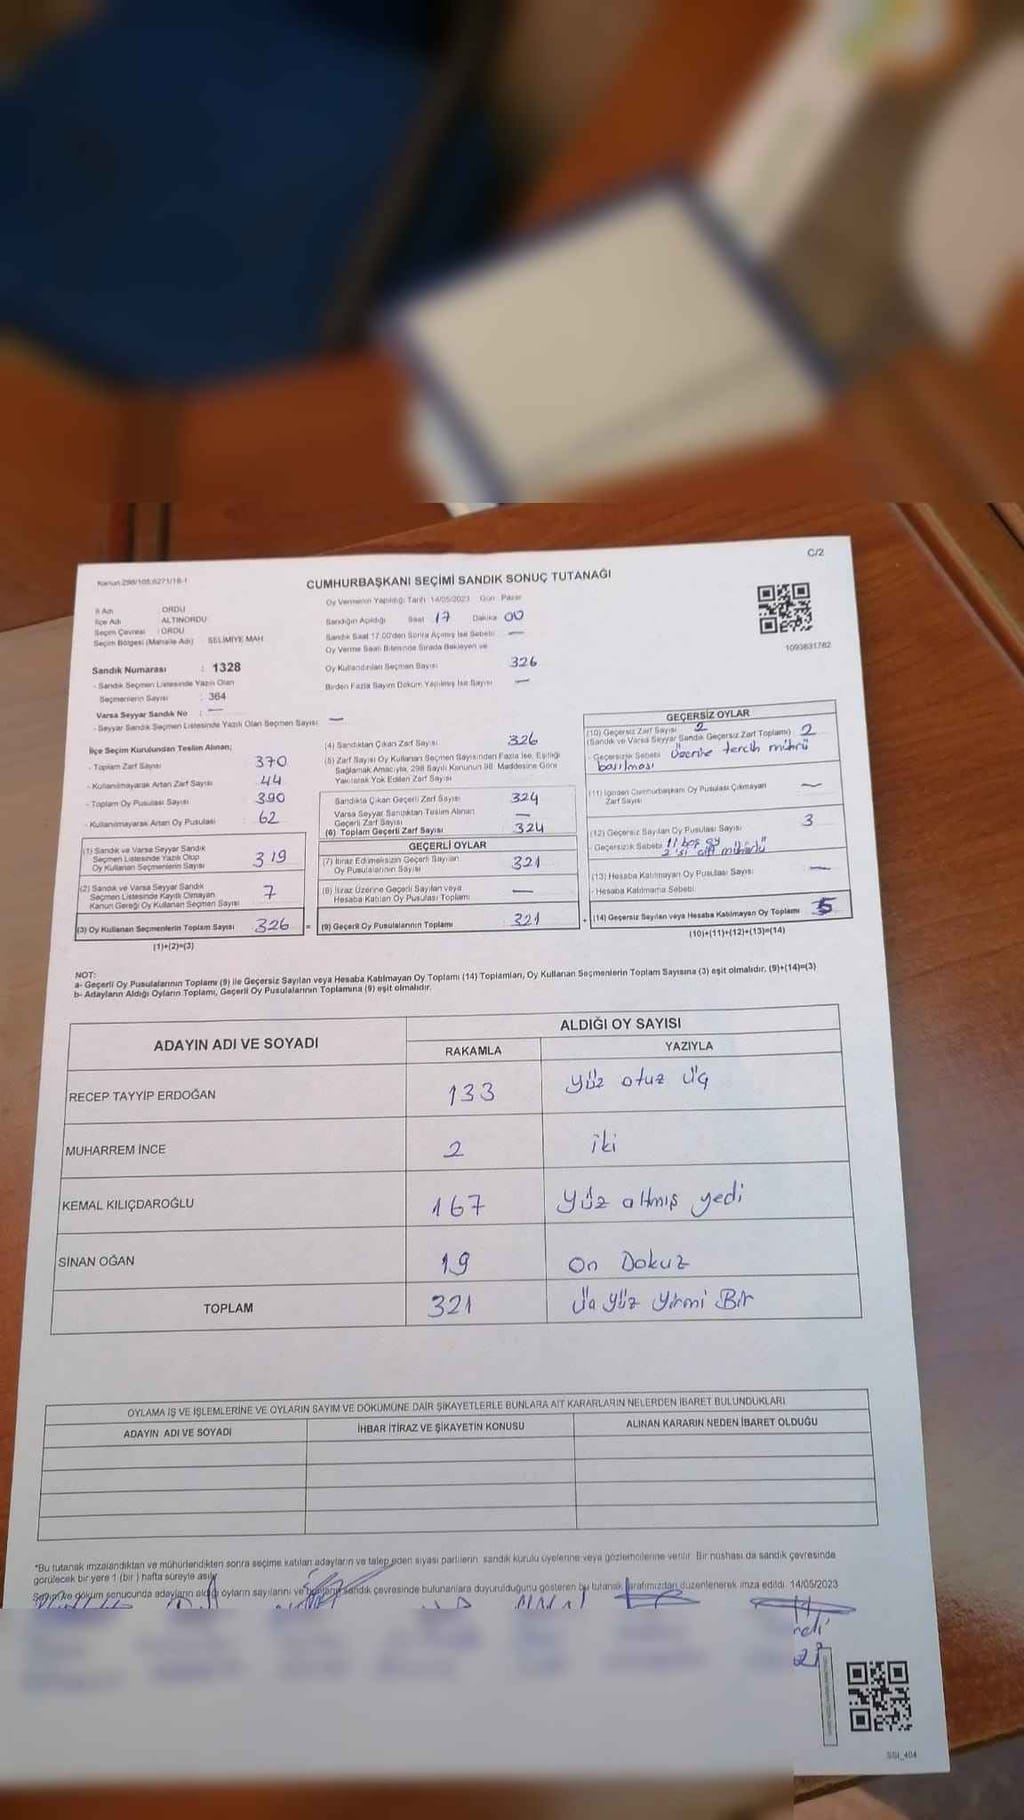 C/2
Kanun 298/105;6271/18-1
CUMHURBAŞKANI SEÇİMİ SANDIK SONUÇ TUTANAĞI
İl Adı : ORDU
İlçe Adı : ALTINORDU
Seçim Çevresi : ORDU
Seçim Bölgesi (Mahalle Adı) SELİMİYE MAH
Sandık Numarası : 1328
- Sandık Seçmen Listesinde Yazılı Olan
Seçmenlerin Sayısı : 364
Varsa Seyyar Sandık No : —
- Seyyar Sandık Seçmen Listesinde Yazılı Olan Seçmen Sayısı : —
Oy Vermenin Yapıldığı Tarih 14/05/2023 Gün : Pazar
Sandığın Açıldığı Saat 17 Dakika 00
Sandık Saat 17.00'den Sonra Açılmış İse Sebebi : —
Oy Verme Saati Bitiminde Sırada Bekleyen ve
Oy Kullandırılan Seçmen Sayısı 326
Birden Fazla Sayım Döküm Yapılmış İse Sayısı —
1093631762
İlçe Seçim Kurulundan Teslim Alınan;
- Toplam Zarf Sayısı 370
- Kullanılmayarak Artan Zarf Sayısı 44
- Toplam Oy Pusulası Sayısı 390
- Kullanılmayarak Artan Oy Pusulası 62
(1) Sandık ve Varsa Seyyar Sandık
Seçmen Listesinde Yazılı Olup
Oy Kullanan Seçmenlerin Sayısı 319
(2) Sandık ve Varsa Seyyar Sandık
Seçmen Listesinde Kayıtlı Olmayan
Kanun Gereği Oy Kullanan Seçmen Sayısı 7
(3) Oy Kullanan Seçmenlerin Toplam Sayısı 326 =
(1)+(2)=(3)
(4) Sandıktan Çıkan Zarf Sayısı 326
(5) Zarf Sayısı Oy Kullanan Seçmen Sayısından Fazla İse, Eşitliği
Sağlamak Amacıyla, 298 Sayılı Kanunun 98. Maddesine Göre
Yakılarak Yok Edilen Zarf Sayısı
Sandıkta Çıkan Geçerli Zarf Sayısı 324
Varsa Seyyar Sandıktan Teslim Alınan
Geçerli Zarf Sayısı —
(6) Toplam Geçerli Zarf Sayısı 324
GEÇERLİ OYLAR
(7) İtiraz Edilmeksizin Geçerli Sayılan
Oy Pusulasının Sayısı 321
(8) İtiraz Üzerine Geçerli Sayılan veya
Hesaba Katılan Oy Pusulası Toplamı —
(9) Geçerli Oy Pusulalarının Toplamı 321 +
GEÇERSİZ OYLAR
(10) Geçersiz Zarf Sayısı 2
(Sandık ve Varsa Seyyar Sandık Geçersiz Zarf Toplamı) 2
- Geçersizlik Sebebi Üzerine tercih mührü
basılması
(11) İçinden Cumhurbaşkanı Oy Pusulası Çıkmayan
Zarf Sayısı —
(12) Geçersiz Sayılan Oy Pusulası Sayısı 3
- Geçersizlik Sebebi 1'i boş oy
2'si çift mühürlü
(13) Hesaba Katılmayan Oy Pusulası Sayısı —
- Hesaba Katılmama Sebebi
(14) Geçersiz Sayılan veya Hesaba Katılmayan Oy Toplamı 5
(10)+(11)+(12)+(13)=(14)
NOT:
a- Geçerli Oy Pusulalarının Toplamı (9) ile Geçersiz Sayılan veya Hesaba Katılmayan Oy Toplamı (14) Toplamları, Oy Kullanan Seçmenlerin Toplam Sayısına (3) eşit olmalıdır. (9)+(14)=(3)
b- Adayların Aldığı Oyların Toplamı, Geçerli Oy Pusulalarının Toplamına (9) eşit olmalıdır.
ADAYIN ADI VE SOYADI ALDIĞI OY SAYISI
RAKAMLA YAZIYLA
RECEP TAYYİP ERDOĞAN 133 Yüz otuz üç
MUHARREM İNCE 2 iki
KEMAL KILIÇDAROĞLU 167 Yüz altmış yedi
SİNAN OĞAN 19 On Dokuz
TOPLAM 321 Üç Yüz Yirmi Bir
OYLAMA İŞ VE İŞLEMLERİNE VE OYLARIN SAYIM VE DÖKÜMÜNE DAİR ŞİKAYETLERLE BUNLARA AİT KARARLARIN NELERDEN İBARET BULUNDUKLARI
ADAYIN ADI VE SOYADI İHBAR İTİRAZ VE ŞİKAYETİN KONUSU ALINAN KARARIN NEDEN İBARET OLDUĞU
*Bu tutanak imzalandıktan ve mühürlendikten sonra seçime katılan adayların ve talep eden siyasi partilerin sandık kurulu üyelerine veya gözlemcilerine verilir. Bir nüshası da sandık çevresinde
görülecek bir yere 1 (bir ) hafta süreyle asılır.
Sayım ve döküm sonucunda adayların aldığı oyların sayılarını ve sandık çevresinde bulunanlara duyurulduğunu gösteren bu tutanak tarafımızdan düzenlenerek imza edildi. 14/05/2023
SSI_404